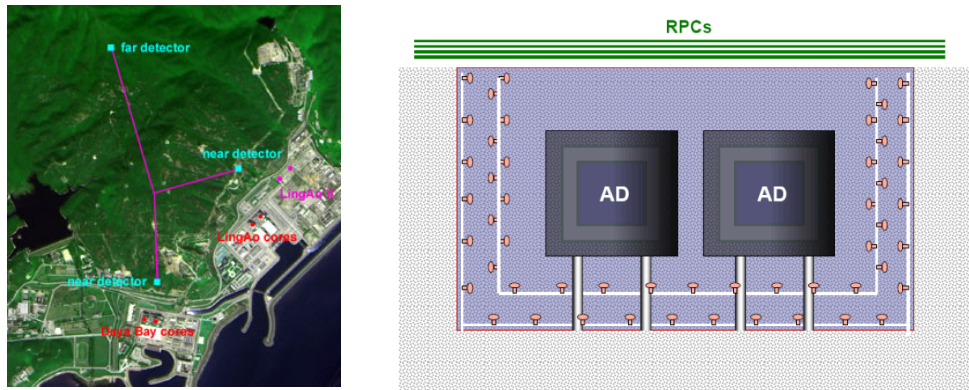 far detector
near detector
LingAo II
LingAo cores
near detector
Daya Bay cores
RPCs
AD
AD